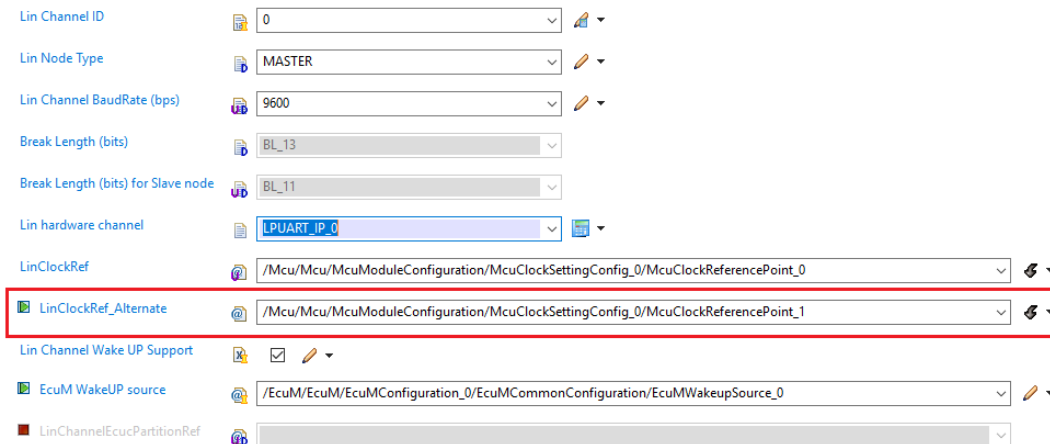 Lin Channel ID 0
Lin Node Type MASTER
Lin Channel BaudRate (bps) 9600
Break Length (bits) BL_13
Break Length (bits) for Slave node BL_11
Lin hardware channel LPUART_IP_0
LinClockRef /Mcu/Mcu/McuModuleConfiguration/McuClockSettingConfig_0/McuClockReferencePoint_0
LinClockRef_Alternate /Mcu/Mcu/McuModuleConfiguration/McuClockSettingConfig_0/McuClockReferencePoint_1
Lin Channel Wake UP Support
EcuM WakeUP source /EcuM/EcuM/EcuMConfiguration_0/EcuMCommonConfiguration/EcuMWakeupSource_0
LinChannelEcucPartitionRef